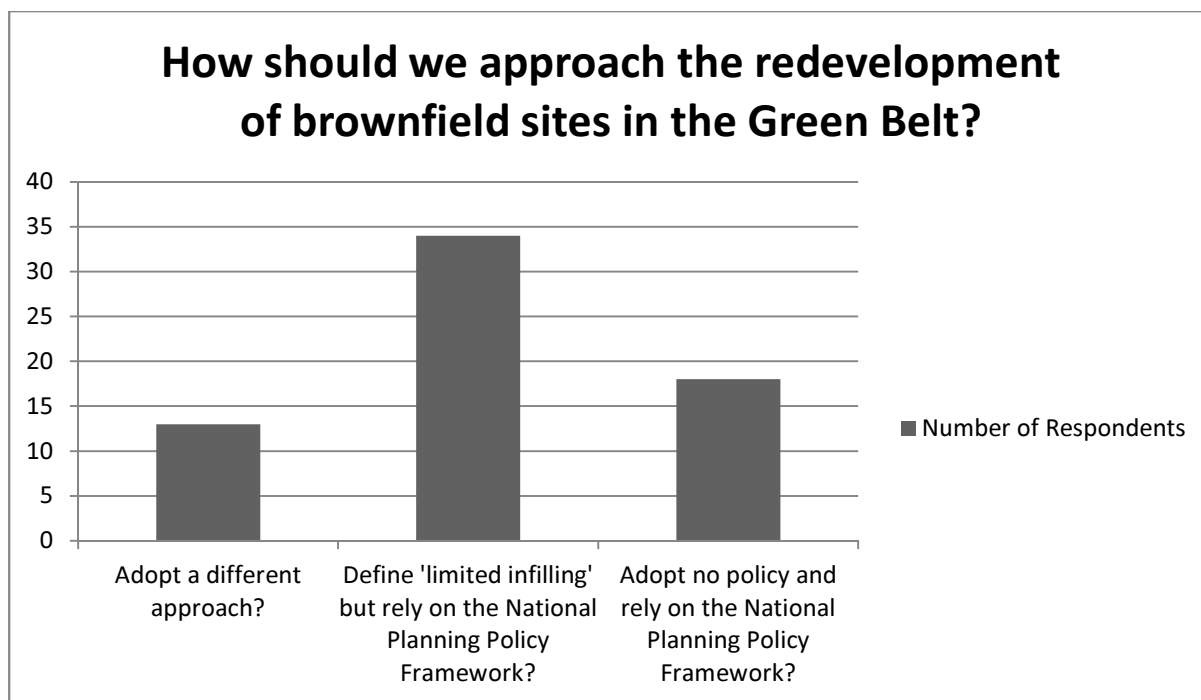 How should we approach the redevelopment
of brownfield sites in the Green Belt?
40
35
30
25
20
15
10
5
0
Adopt a different
approach?
Define 'limited infilling'
but rely on the National
Planning Policy
Framework?
Adopt no policy and
rely on the National
Planning Policy
Framework?
Number of Respondents